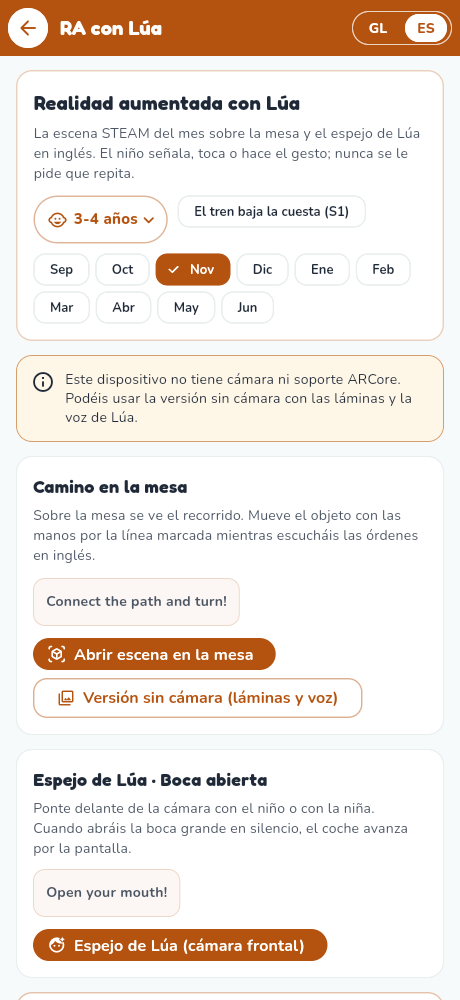 RA con Lúa
GL
ES
Realidad aumentada con Lúa
La escena STEAM del mes sobre la mesa y el espejo de Lúa
en inglés. El niño señala, toca o hace el gesto; nunca se le
pide que repita.
3-4 años
El tren baja la cuesta (S1)
Sep
Oct
Nov
Dic
Ene
Feb
Mar
Abr
May
Jun
Este dispositivo no tiene cámara ni soporte ARCore.
Podéis usar la versión sin cámara con las láminas y la
voz de Lúa.
Camino en la mesa
Sobre la mesa se ve el recorrido. Mueve el objeto con las
manos por la línea marcada mientras escucháis las órdenes
en inglés.
Connect the path and turn!
Abrir escena en la mesa
Versión sin cámara (láminas y voz)
Espejo de Lúa · Boca abierta
Ponte delante de la cámara con el niño o con la niña.
Cuando abráis la boca grande en silencio, el coche avanza
por la pantalla.
Open your mouth!
Espejo de Lúa (cámara frontal)